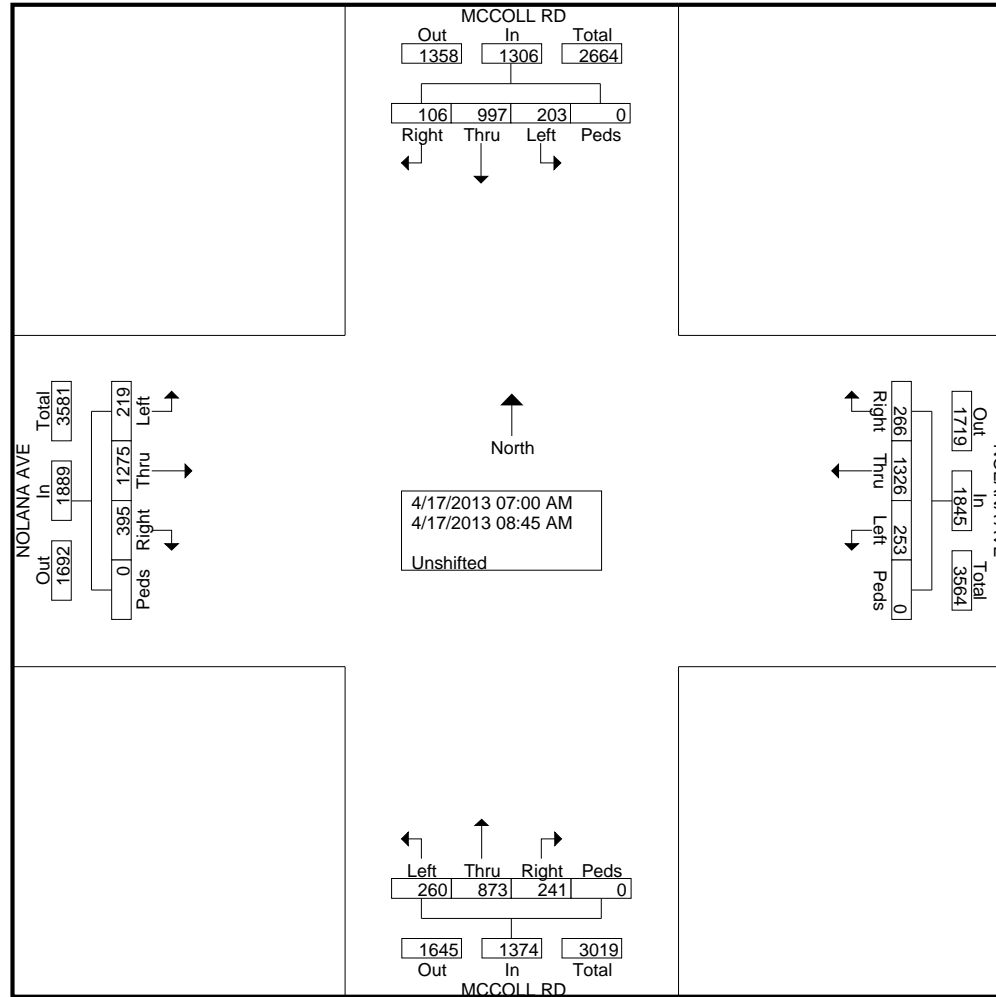 MCCOLL RD
Out In Total
1358 1306 2664
106 997 203 0
Right Thru Left Peds
NOLANA AVE
Total 3581
In 1889
Out 1692
Left 219
Thru 1275
Right 395
Peds 0
North
4/17/2013 07:00 AM
4/17/2013 08:45 AM
Unshifted
Right 266
Thru 1326
Left 253
Peds 0
Out 1719
In 1845
Total 3564
Left Thru Right Peds
260 873 241 0
1645 1374 3019
Out In Total
MCCOLL RD